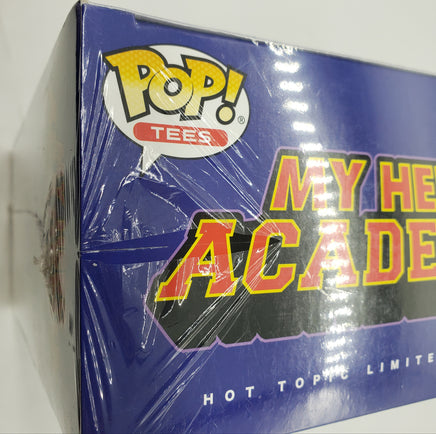 POP!®
TEES
MY HE
ACADE
HOT TOPIC LIMITE